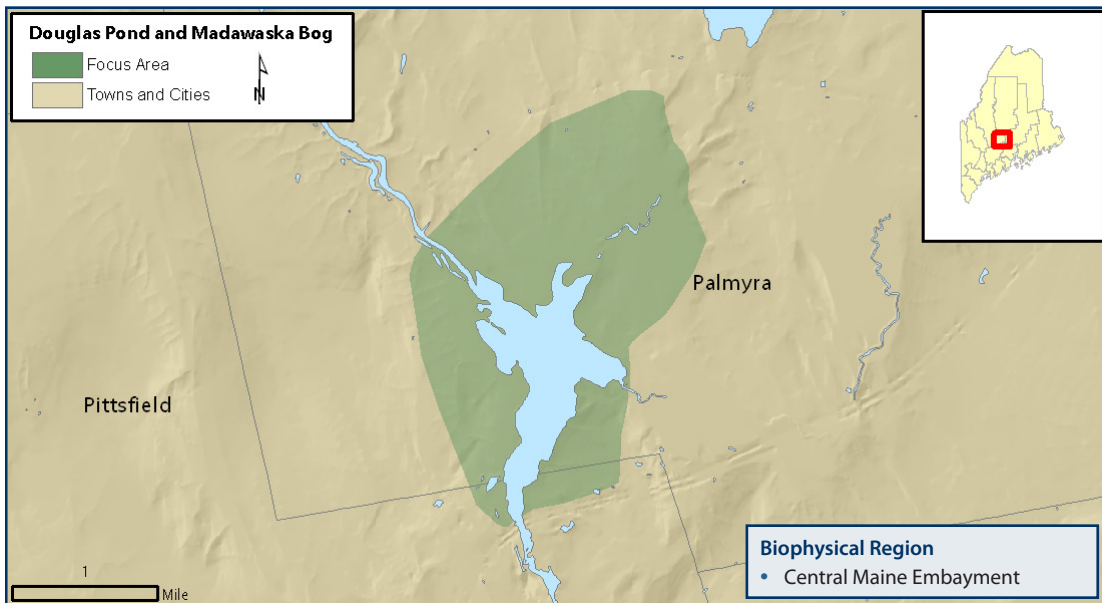 Douglas Pond and Madawaska Bog
Focus Area
Towns and Cities
N
Palmyra
Pittsfield
Biophysical Region
• Central Maine Embayment
1
Mile